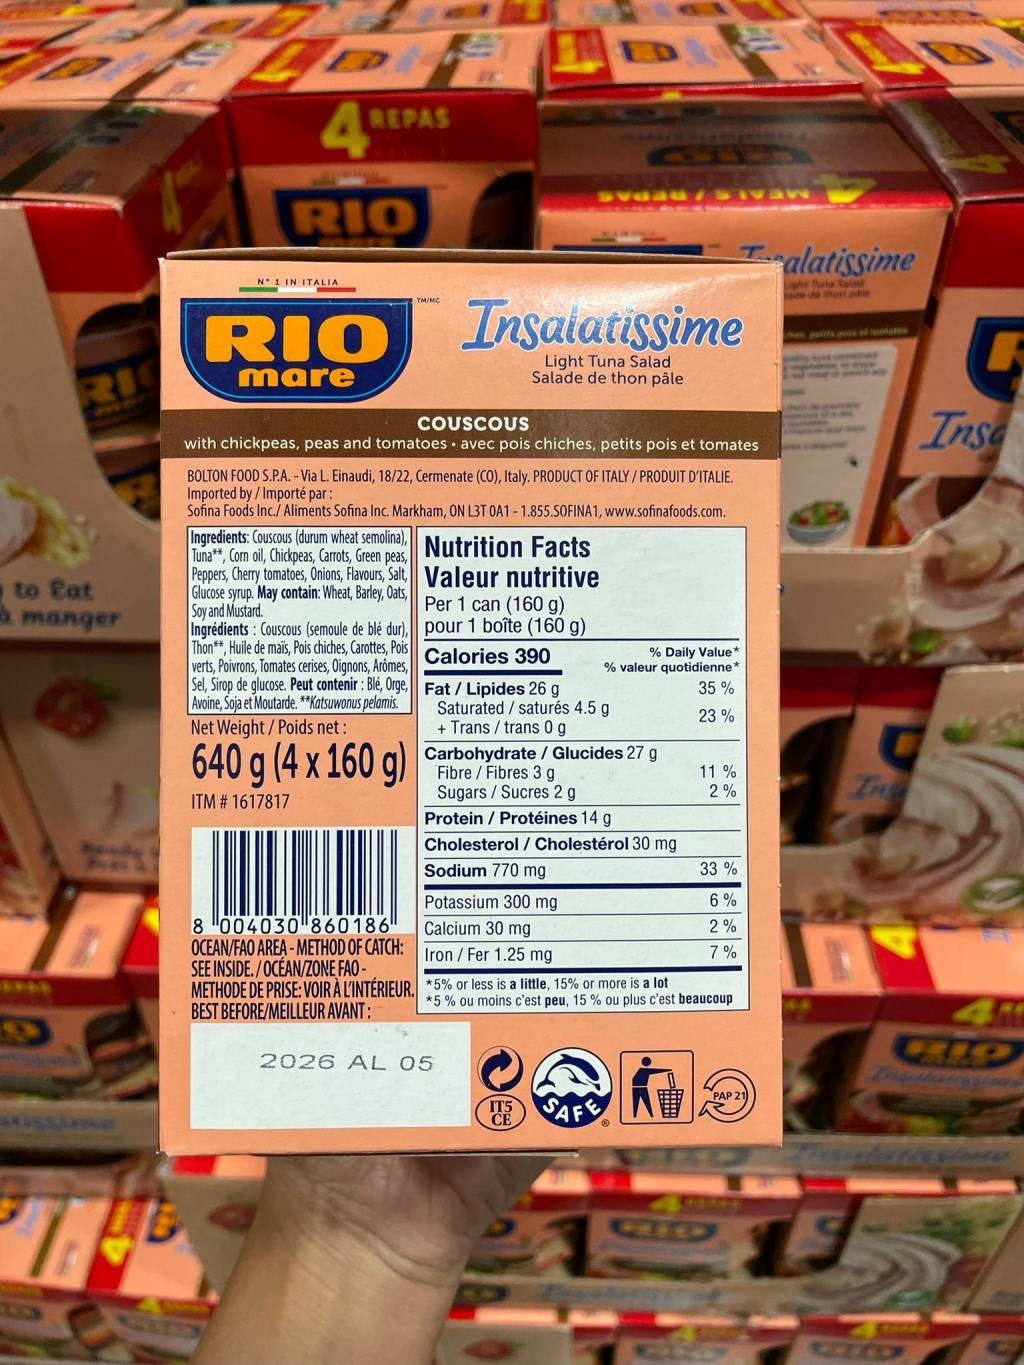 4 REPAS
RIO
MEALS / REPAS
4
Insalatissime
to Eat
à manger
N° 1 IN ITALIA
RIO
mare
TM/MC
Insalatissime
Light Tuna Salad
Salade de thon pâle
COUSCOUS
with chickpeas, peas and tomatoes • avec pois chiches, petits pois et tomates
BOLTON FOOD S.P.A. - Via L. Einaudi, 18/22, Cermenate (CO), Italy. PRODUCT OF ITALY / PRODUIT D'ITALIE.
Imported by / Importé par :
Sofina Foods Inc./ Aliments Sofina Inc. Markham, ON L3T 0A1 - 1.855.SOFINA1, www.sofinafoods.com.
Ingredients: Couscous (durum wheat semolina),
Tuna**, Corn oil, Chickpeas, Carrots, Green peas,
Peppers, Cherry tomatoes, Onions, Flavours, Salt,
Glucose syrup. May contain: Wheat, Barley, Oats,
Soy and Mustard.
Ingrédients : Couscous (semoule de blé dur),
Thon**, Huile de maïs, Pois chiches, Carottes, Pois
verts, Poivrons, Tomates cerises, Oignons, Arômes,
Sel, Sirop de glucose. Peut contenir : Blé, Orge,
Avoine, Soja et Moutarde. **Katsuwonus pelamis.
Net Weight / Poids net :
640 g (4 x 160 g)
ITM # 1617817
8 004030 860186
OCEAN/FAO AREA - METHOD OF CATCH:
SEE INSIDE. / OCÉAN/ZONE FAO -
METHODE DE PRISE: VOIR À L'INTÉRIEUR.
BEST BEFORE/MEILLEUR AVANT :
2026 AL 05
Nutrition Facts
Valeur nutritive
Per 1 can (160 g)
pour 1 boîte (160 g)
Calories 390
% Daily Value*
% valeur quotidienne*
Fat / Lipides 26 g 35 %
Saturated / saturés 4.5 g
+ Trans / trans 0 g 23 %
Carbohydrate / Glucides 27 g
Fibre / Fibres 3 g 11 %
Sugars / Sucres 2 g 2 %
Protein / Protéines 14 g
Cholesterol / Cholestérol 30 mg
Sodium 770 mg 33 %
Potassium 300 mg 6 %
Calcium 30 mg 2 %
Iron / Fer 1.25 mg 7 %
*5% or less is a little, 15% or more is a lot
*5 % ou moins c'est peu, 15 % ou plus c'est beaucoup
IT5
CE
SAFE
®
PAP 21